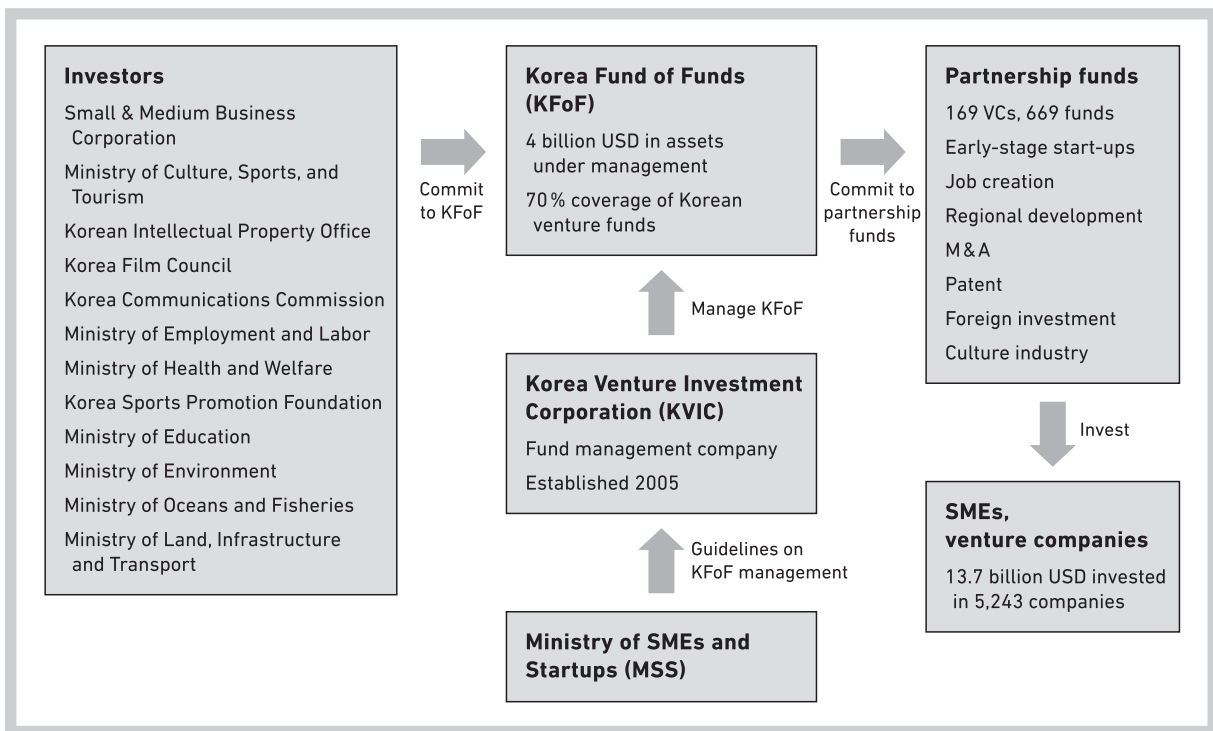 Investors
Small & Medium Business
Corporation
Ministry of Culture, Sports, and
Tourism
Korean Intellectual Property Office
Korea Film Council
Korea Communications Commission
Ministry of Employment and Labor
Ministry of Health and Welfare
Korea Sports Promotion Foundation
Ministry of Education
Ministry of Environment
Ministry of Oceans and Fisheries
Ministry of Land, Infrastructure
and Transport
Commit
to KFoF
Korea Fund of Funds
(KFoF)
4 billion USD in assets
under management
70% coverage of Korean
venture funds
Manage KFoF
Korea Venture Investment
Corporation (KVIC)
Fund management company
Established 2005
Guidelines on
KFoF management
Ministry of SMEs and
Startups (MSS)
Commit to
partnership
funds
Partnership funds
169 VCs, 669 funds
Early-stage start-ups
Job creation
Regional development
M&A
Patent
Foreign investment
Culture industry
Invest
SMEs,
venture companies
13.7 billion USD invested
in 5,243 companies